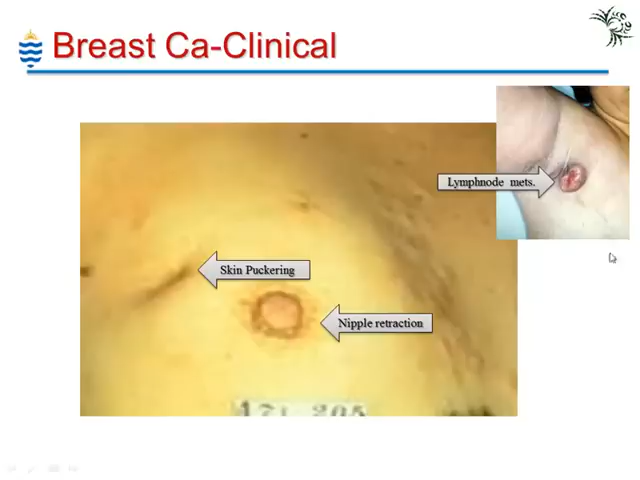 Breast Ca-Clinical
Lymphnode mets.
Skin Puckering
Nipple retraction